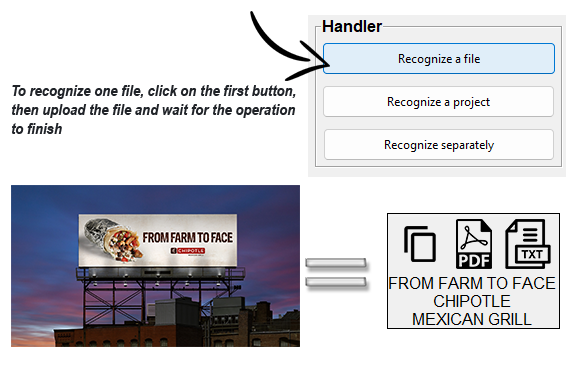 Handler
Recognize a file
Recognize a project
Recognize separately
To recognize one file, click on the first button,
then upload the file and wait for the operation
to finish
FROM FARM TO FACE
CHIPOTLE
PDF
TXT
FROM FARM TO FACE
CHIPOTLE
MEXICAN GRILL